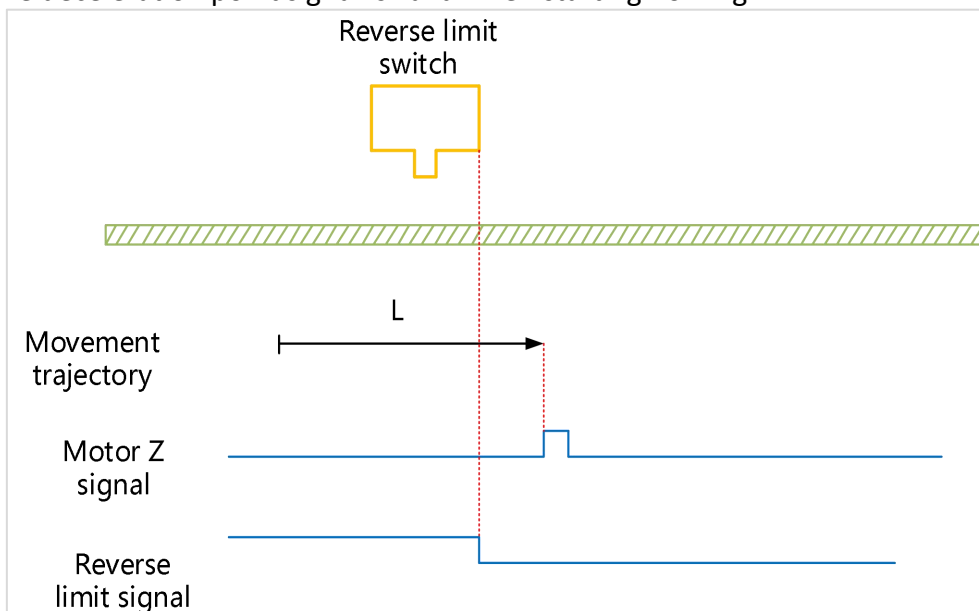 Reverse limit
switch
L
Movement
trajectory
Motor Z
signal
Reverse
limit signal